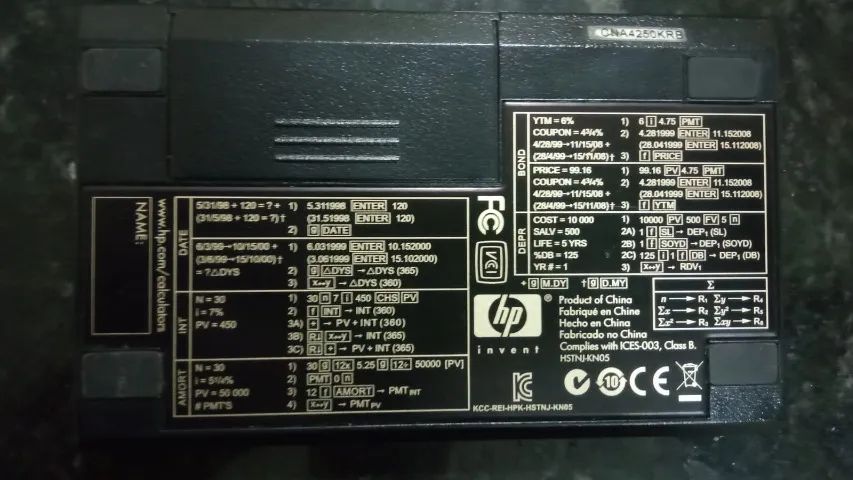 CNA4250KRB
BOND
YTM = 6% 1) 6 i 4.75 PMT
COUPON = 4¾% 2) 4.281999 ENTER 11.152008
4/28/99→11/15/08 = (28.041999 ENTER 15.112008)
(28/4/99→15/11/08)† 3) f PRICE
PRICE = 99.16 1) 99.16 PV 4.75 PMT
COUPON = 4¾% 2) 4.281999 ENTER 11.152008
4/28/99→11/15/08 = (28.041999 ENTER 15.112008)
(28/4/99→15/11/08)† 3) f YTM
DEPR
COST = 10 000 1) 10000 PV 500 FV 5 n
SALV = 500 2A) 1 f SL → DEP₁ (SL)
LIFE = 5 YRS 2B) 1 f SOYD → DEP₁ (SOYD)
%DB = 125 2C) 125 i 1 f DB → DEP₁ (DB)
YR # = 1 3) X↔y → RDV₁
+ g M.DY † g D.MY
DATE
5/31/98 + 120 = ? + 1) 5.311998 ENTER 120
(31/5/98 + 120 = ?) † (31.51998 ENTER 120)
2) g DATE
6/3/99→10/15/00 + 1) 6.031999 ENTER 10.152000
(3/6/99→15/10/00) † (3.061999 ENTER 15.102000)
= ?△DYS 2) g △DYS → △DYS (365)
3) X↔y → △DYS (360)
INT
N = 30 1) 30 n 7 i 450 CHS PV
i = 7% 2) f INT → INT (360)
PV = 450 3A) + → PV + INT (360)
3B) R↓ X↔y → INT (365)
3C) R↓ + → PV + INT (365)
AMORT
N = 30 1) 30 g 12x 5.25 g 12÷ 50000 [PV]
i = 5¼% 2) PMT 0 n
PV = 50 000 3) 12 f AMORT → PMT INT
# PMT'S 4) X↔y → PMT PV
NAME:
www.hp.com/calculators
FC
VCI
hp
®
invent
Product of China
Fabriqué en Chine
Hecho en China
Fabricado no China
Complies with ICES-003, Class B.
HSTNJ-KN05
Σ
n → R₁ Σy → R₄
Σx → R₂ Σy² → R₅
Σx² → R₃ Σxy → R₆
KCC-REI-HPK-HSTNJ-KN05
10
CE